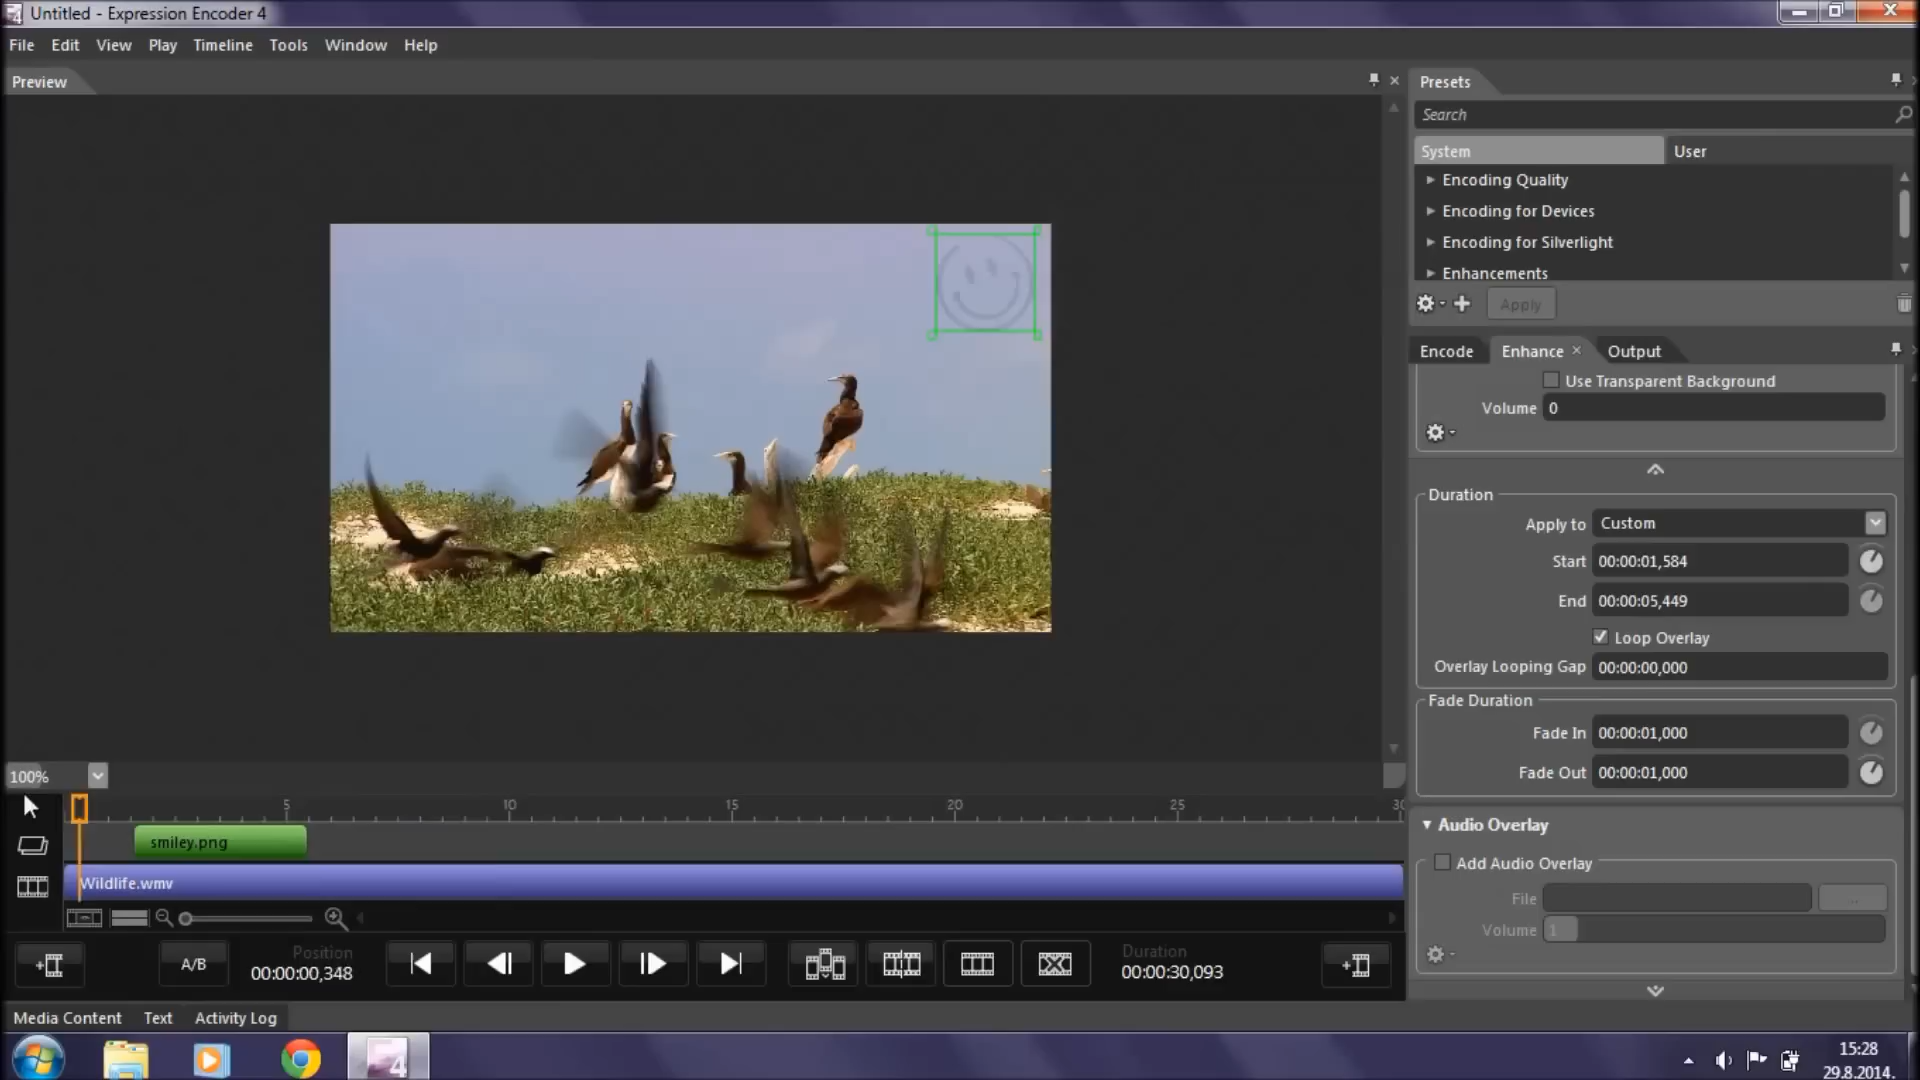 Untitled - Expression Encoder 4
File Edit View Play Timeline Tools Window Help
Preview
Presets
Search
System User
Encoding Quality
Encoding for Devices
Encoding for Silverlight
Enhancements
Apply
Encode Enhance Output
Use Transparent Background
Volume 0
Duration
Apply to Custom
Start 00:00:01,584
End 00:00:05,449
Loop Overlay
Overlay Looping Gap 00:00:00,000
Fade Duration
Fade In 00:00:01,000
Fade Out 00:00:01,000
Audio Overlay
Add Audio Overlay
File ..
Volume 1
100%
5 10 15 20 25 30
smiley.png
Wildlife.wmv
A/B
Position
00:00:00,348
Duration
00:00:30,093
Media Content Text Activity Log
4
15:28
29.8.2014.